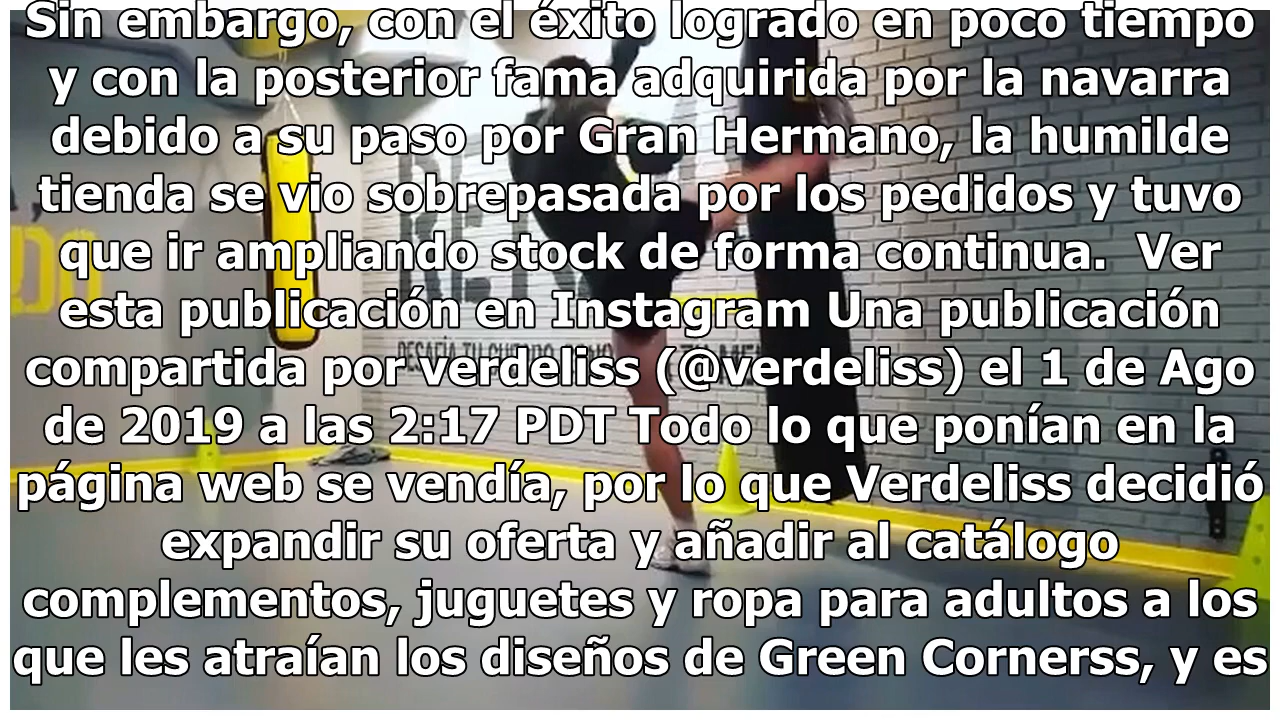 Sin embargo, con el éxito logrado en poco tiempo
y con la posterior fama adquirida por la navarra
debido a su paso por Gran Hermano, la humilde
tienda se vio sobrepasada por los pedidos y tuvo
que ir ampliando stock de forma continua.  Ver
esta publicación en Instagram Una publicación
compartida por verdeliss (@verdeliss) el 1 de Ago
de 2019 a las 2:17 PDT Todo lo que ponían en la
página web se vendía, por lo que Verdeliss decidió
expandir su oferta y añadir al catálogo
complementos, juguetes y ropa para adultos a los
que les atraían los diseños de Green Cornerss, y es